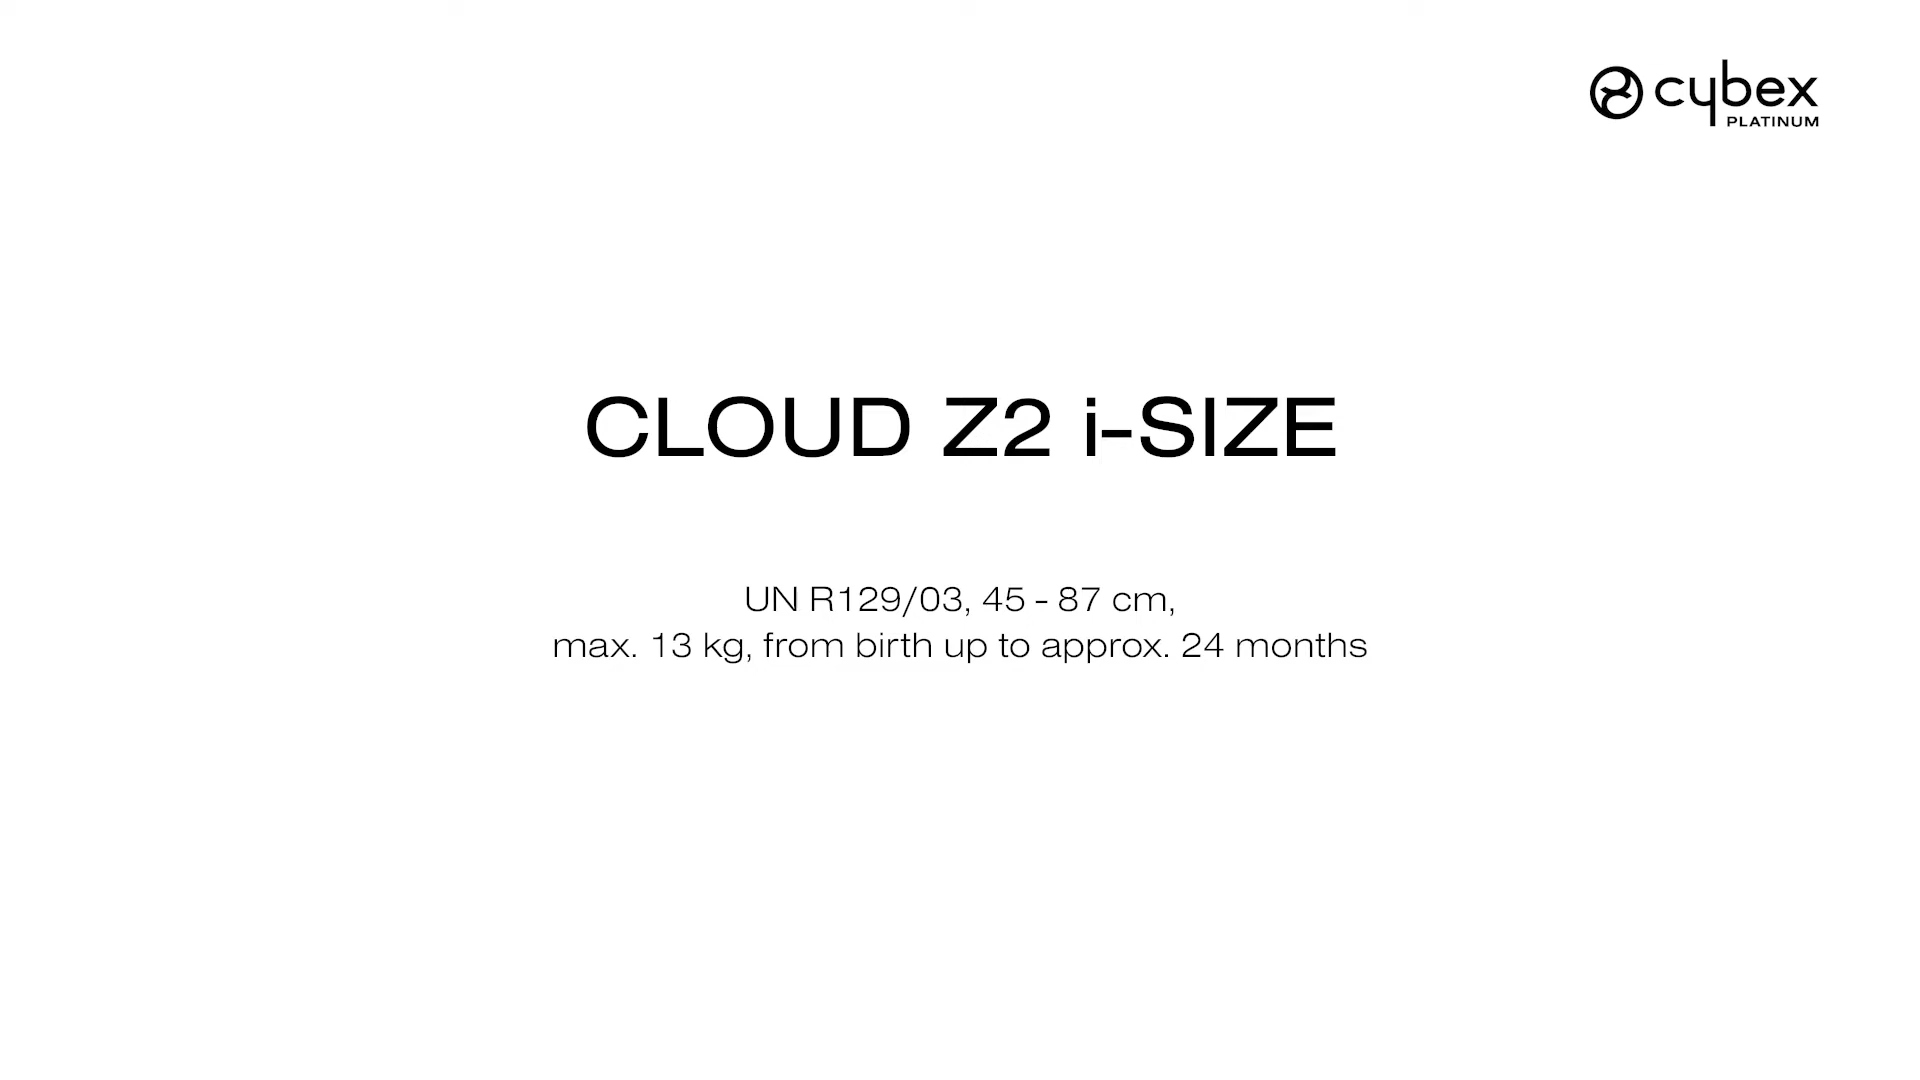 cybex
PLATINUM
CLOUD Z2 i-SIZE
UN R129/03, 45 - 87 cm,
max. 13 kg, from birth up to approx. 24 months